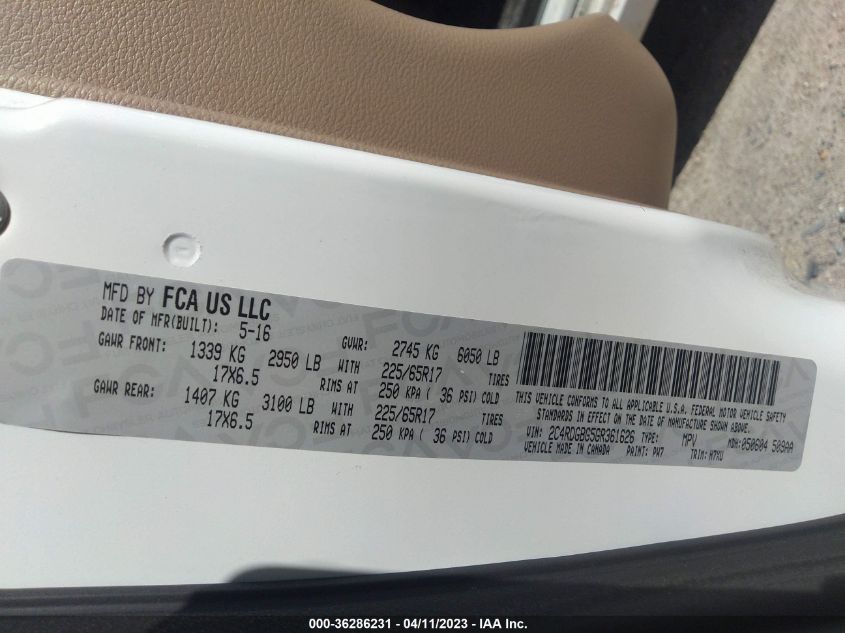 MFD BY FCA US LLC
DATE OF MFR(BUILT): 5-16 GVWR: 2745 KG 6050 LB
GAWR FRONT: 1339 KG 2950 LB WITH 225/65R17 TIRES
17X6.5 RIMS AT 250 KPA ( 36 PSI) COLD
GAWR REAR: 1407 KG 3100 LB WITH 225/65R17 TIRES
17X6.5 RIMS AT 250 KPA ( 36 PSI) COLD
THIS VEHICLE CONFORMS TO ALL APPLICABLE U.S.A. FEDERAL MOTOR VEHICLE SAFETY
STANDARDS IN EFFECT ON THE DATE OF MANUFACTURE SHOWN ABOVE.
VIN: 2C4RDGBG5GR361626 TYPE: MPV MDH: 050604 509AA
VEHICLE MADE IN CANADA PAINT: PW7 TRIM:
000-36286231 - 04/11/2023 - IAA Inc.